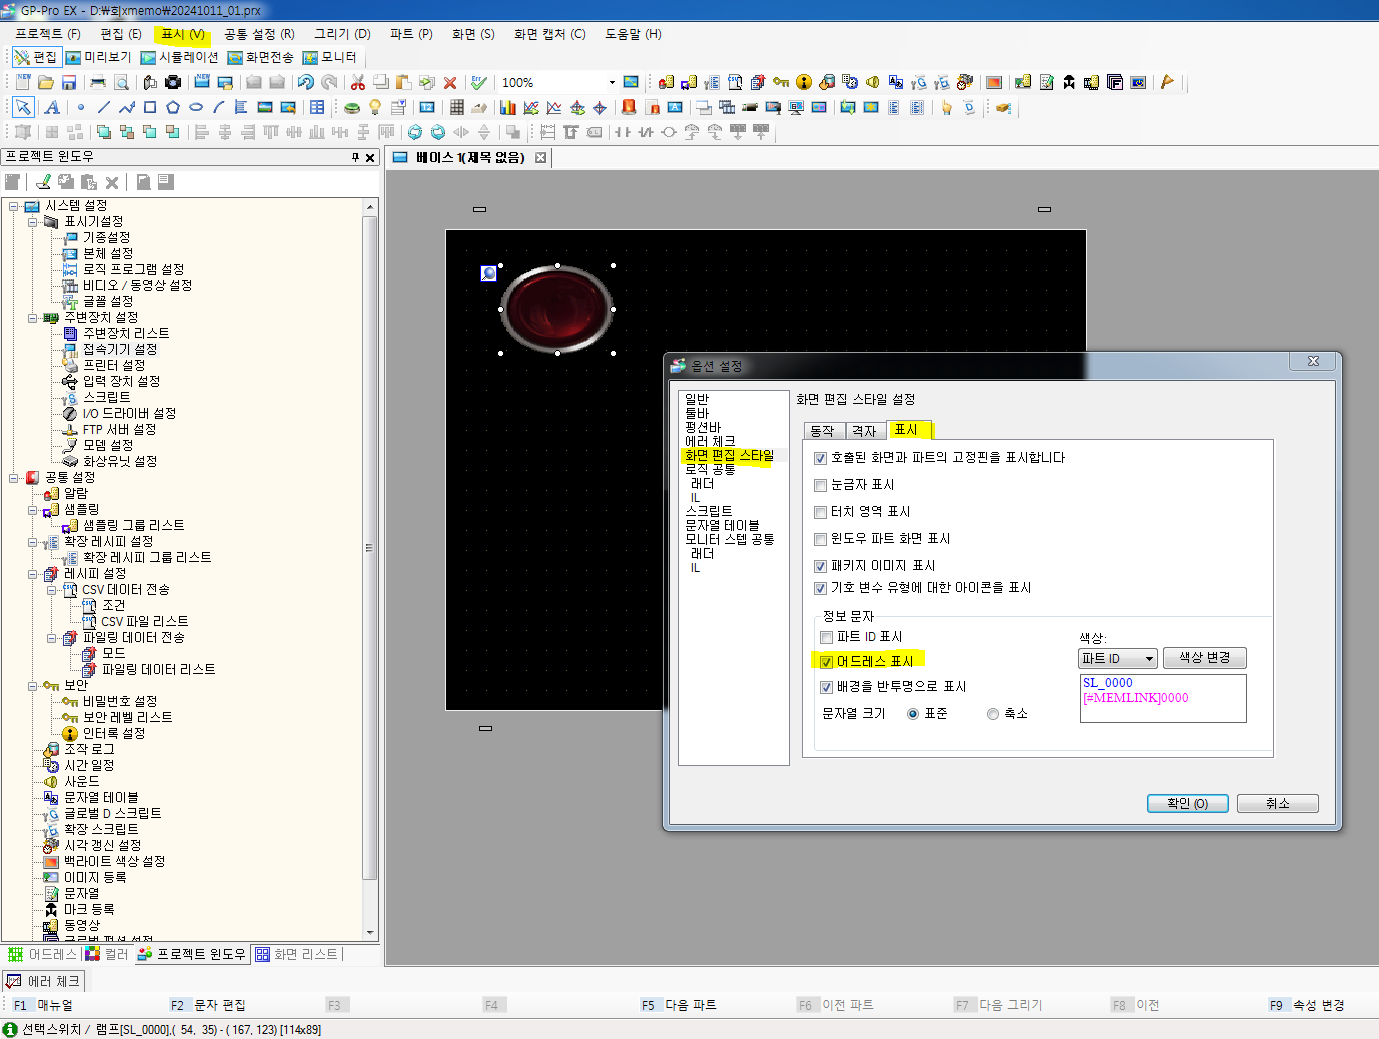 GP-Pro EX - D:\회\xmemo\20241011_01.prx
프로젝트 (F) 편집 (E) 표시 (V) 공통 설정 (R) 그리기 (D) 파트 (P) 화면 (S) 화면 캡처 (C) 도움말 (H)
편집 미리보기 시뮬레이션 화면전송 모니터
100%
프로젝트 윈도우
베이스 1(제목 없음)
시스템 설정
표시기설정
기종설정
본체 설정
로직 프로그램 설정
비디오 / 동영상 설정
글꼴 설정
주변장치 설정
주변장치 리스트
접속기기 설정
프린터 설정
입력 장치 설정
스크립트
I/O 드라이버 설정
FTP 서버 설정
모뎀 설정
화상유닛 설정
공통 설정
알람
샘플링
샘플링 그룹 리스트
확장 레시피 설정
확장 레시피 그룹 리스트
레시피 설정
CSV 데이터 전송
조건
CSV 파일 리스트
파일링 데이터 전송
모드
파일링 데이터 리스트
보안
비밀번호 설정
보안 레벨 리스트
인터록 설정
조작 로그
시간 일정
사운드
문자열 테이블
글로벌 D 스크립트
확장 스크립트
시각 갱신 설정
백라이트 색상 설정
이미지 등록
문자열
마크 등록
동영상
글로벌 펑션 설정
옵션 설정
일반
툴바
펑션바
에러 체크
화면 편집 스타일
로직 공통
래더
IL
스크립트
문자열 테이블
모니터 스텝 공통
래더
IL
화면 편집 스타일 설정
동작 격자 표시
호출된 화면과 파트의 고정핀을 표시합니다
눈금자 표시
터치 영역 표시
윈도우 파트 화면 표시
패키지 이미지 표시
기호 변수 유형에 대한 아이콘을 표시
정보 문자
파트 ID 표시
어드레스 표시
배경을 반투명으로 표시
문자열 크기 표준 축소
색상:
파트 ID 색상 변경
SL_0000
[#MEMLINK]0000
확인 (O) 취소
어드레스 컬러 프로젝트 윈도우 화면 리스트
에러 체크
F1 매뉴얼 F2 문자 편집 F3 F4 F5 다음 파트 F6 이전 파트 F7 다음 그리기 F8 이전 F9 속성 변경
선택스위치 / 램프[SL_0000],( 54, 35) - ( 167, 123) [114x89]